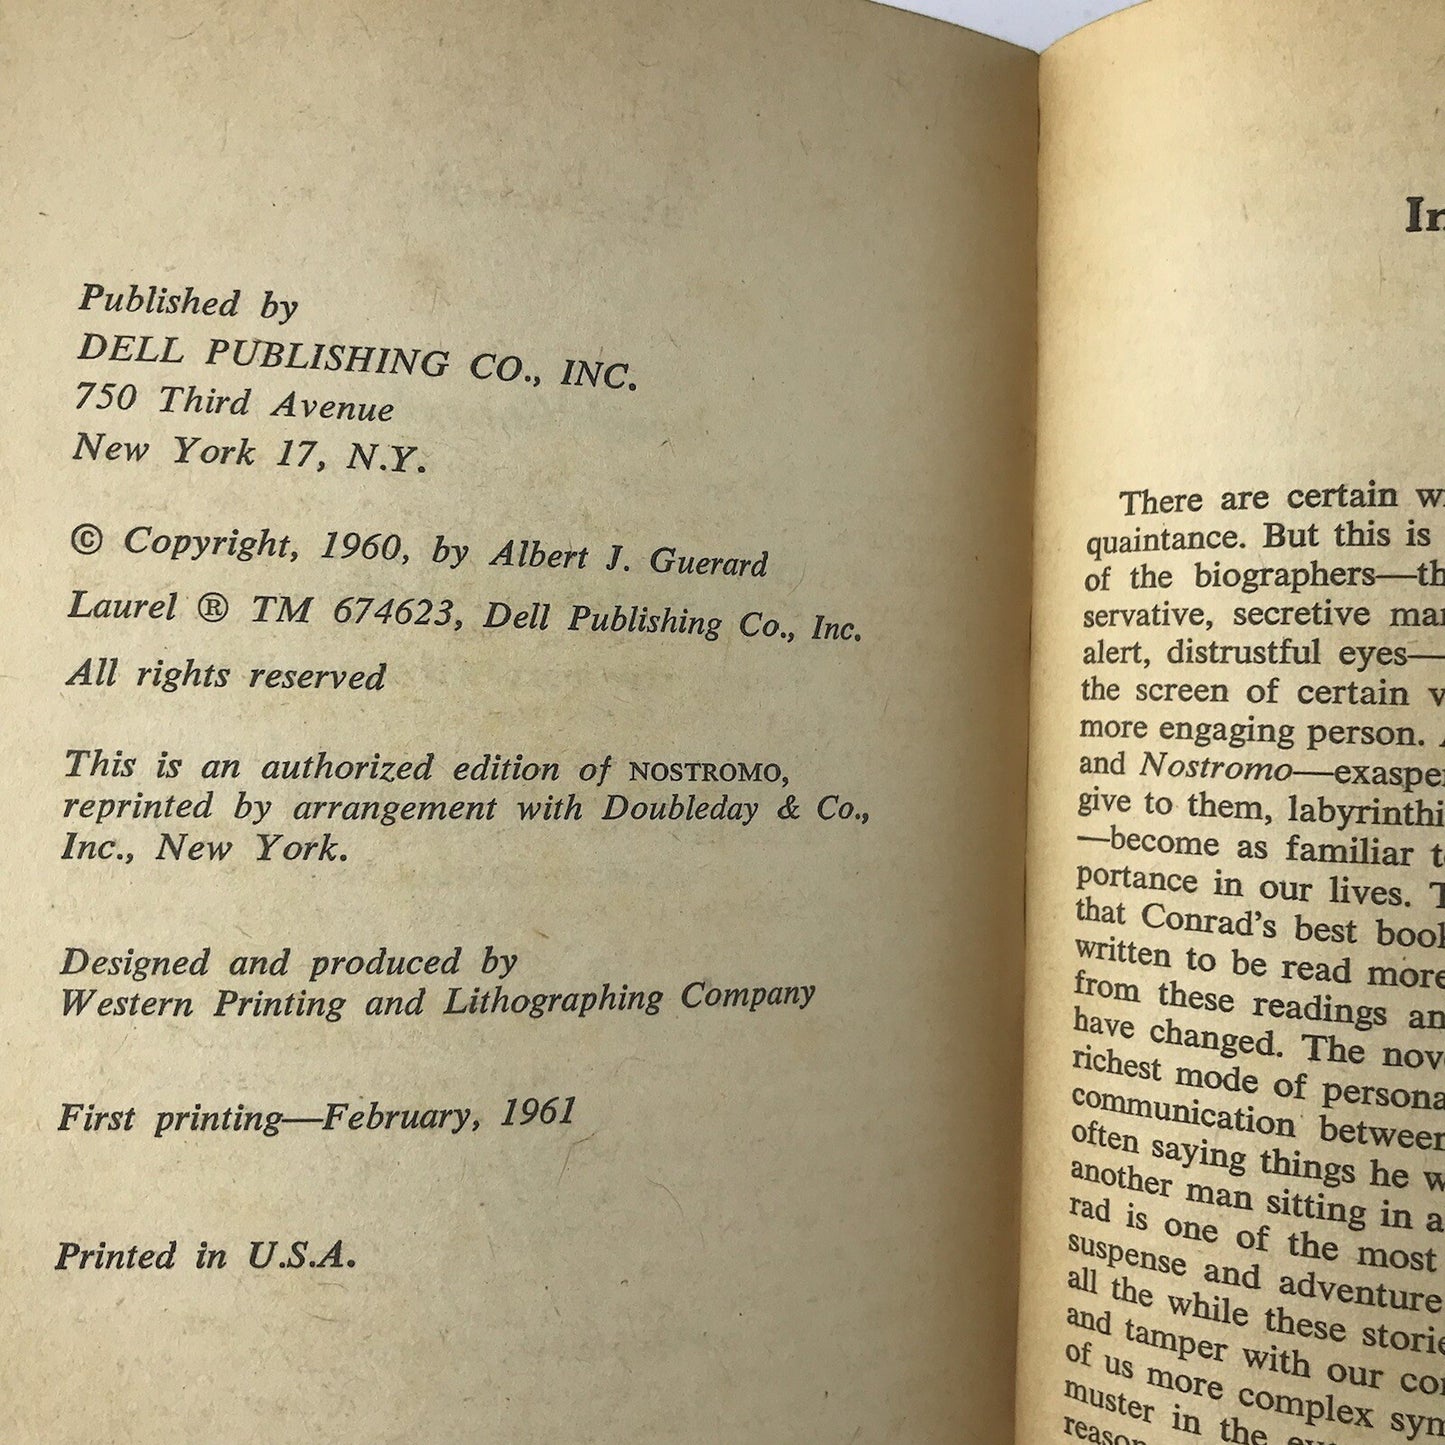 Published by
DELL PUBLISHING CO., INC.
750 Third Avenue
New York 17, N.Y.
© Copyright, 1960, by Albert J. Guerard
Laurel ® TM 674623, Dell Publishing Co., Inc.
All rights reserved
This is an authorized edition of NOSTROMO,
reprinted by arrangement with Doubleday & Co.,
Inc., New York.
Designed and produced by
Western Printing and Lithographing Company
First printing—February, 1961
Printed in U.S.A.
There are certain
quaintance. But this is
of the biographers—
servative, secretive
alert, distrustful eyes—
the screen of certain
more engaging person.
and Nostromo—
give to them,
—become as familiar
portance in our lives.
that Conrad's best
written to be read more
from these readings
have changed. The
richest mode of
communication between
often saying things he
another man sitting in a
rad is one of the most
suspense and adventure
all the while these
and tamper with our
of us more complex
muster in the